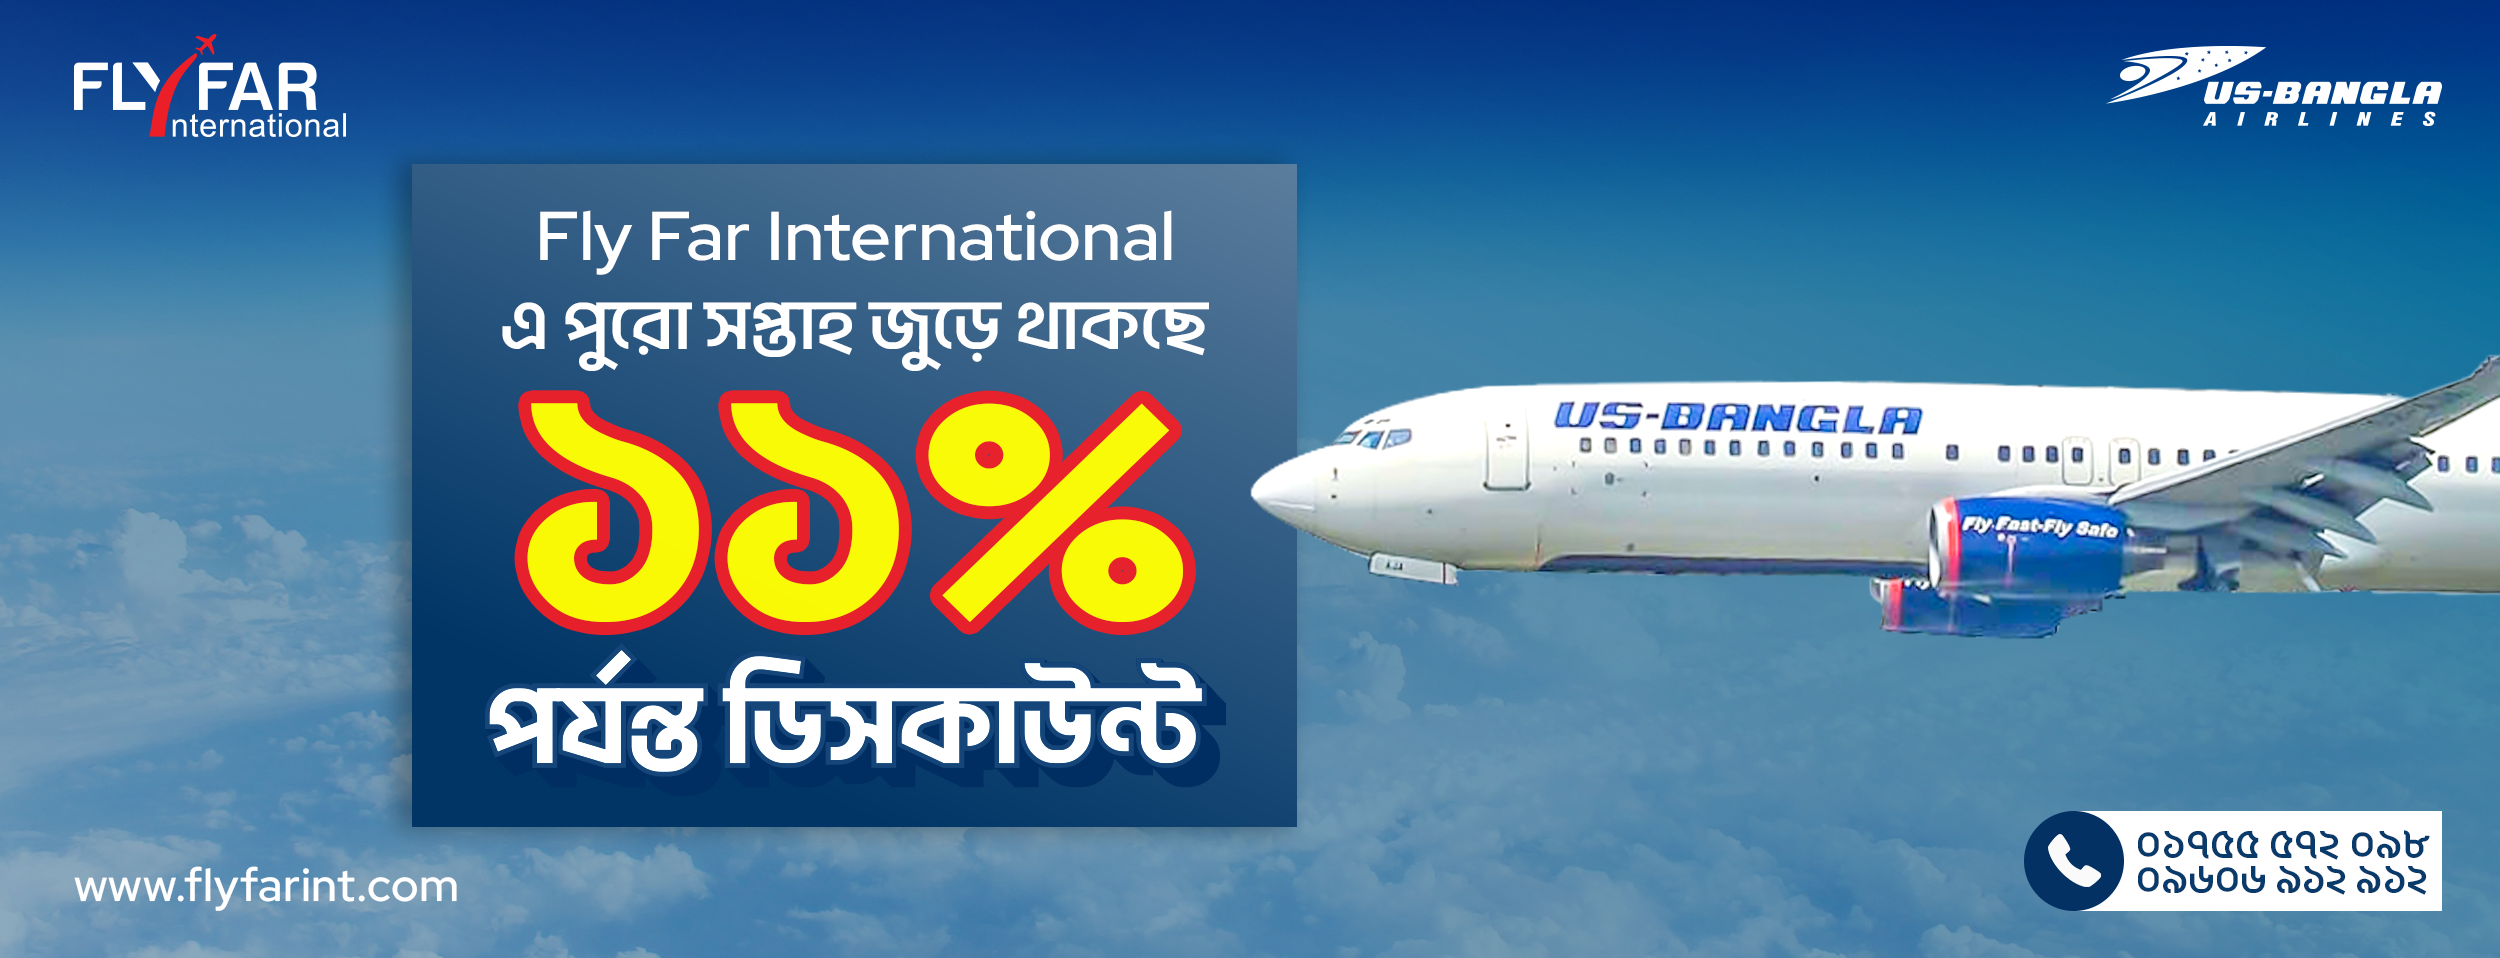 FLY FAR
International
US-BANGLA
AIRLINES
Fly Far International
এ পুরো সপ্তাহ জুড়ে থাকছে
১১%
পর্যন্ত ডিসকাউন্ট
US-BANGLA
Fly Fast-Fly Safe
www.flyfarint.com
০১৭৫৫ ৫৭২ ০৯৮
০৯৬০৬ ৯১২ ৯১২